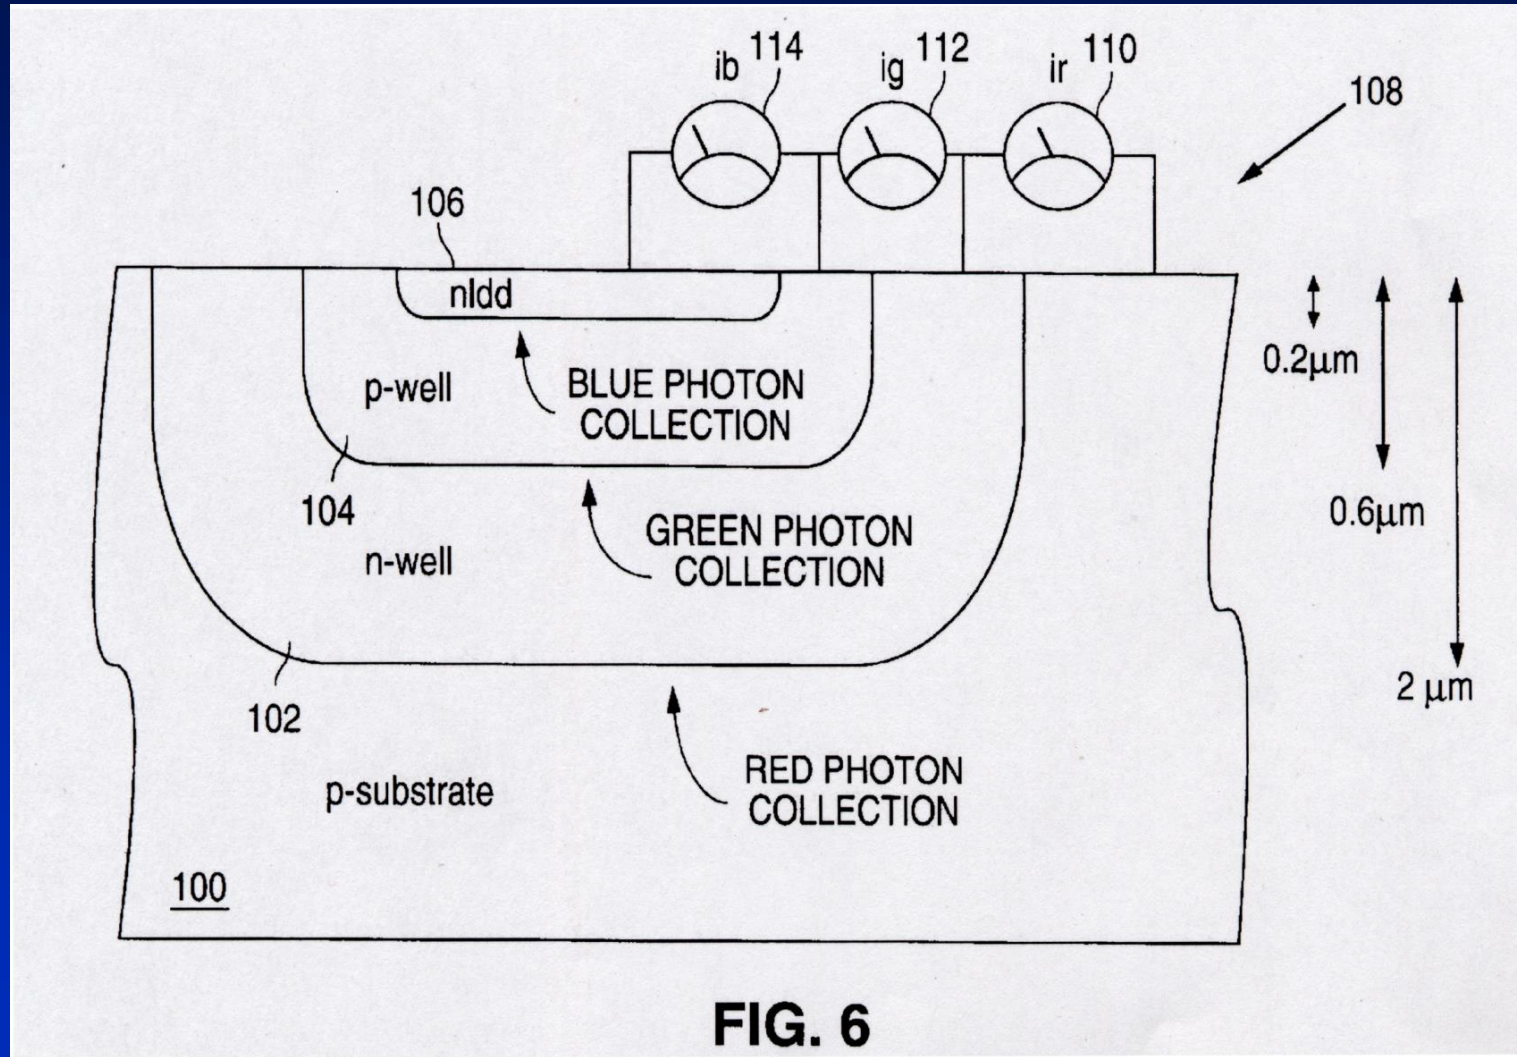 ib 114 ig 112 ir 110
108
106
nldd
0.2µm
p-well
BLUE PHOTON
COLLECTION
104
0.6µm
GREEN PHOTON
COLLECTION
n-well
2 µm
102
RED PHOTON
COLLECTION
p-substrate
100
FIG. 6